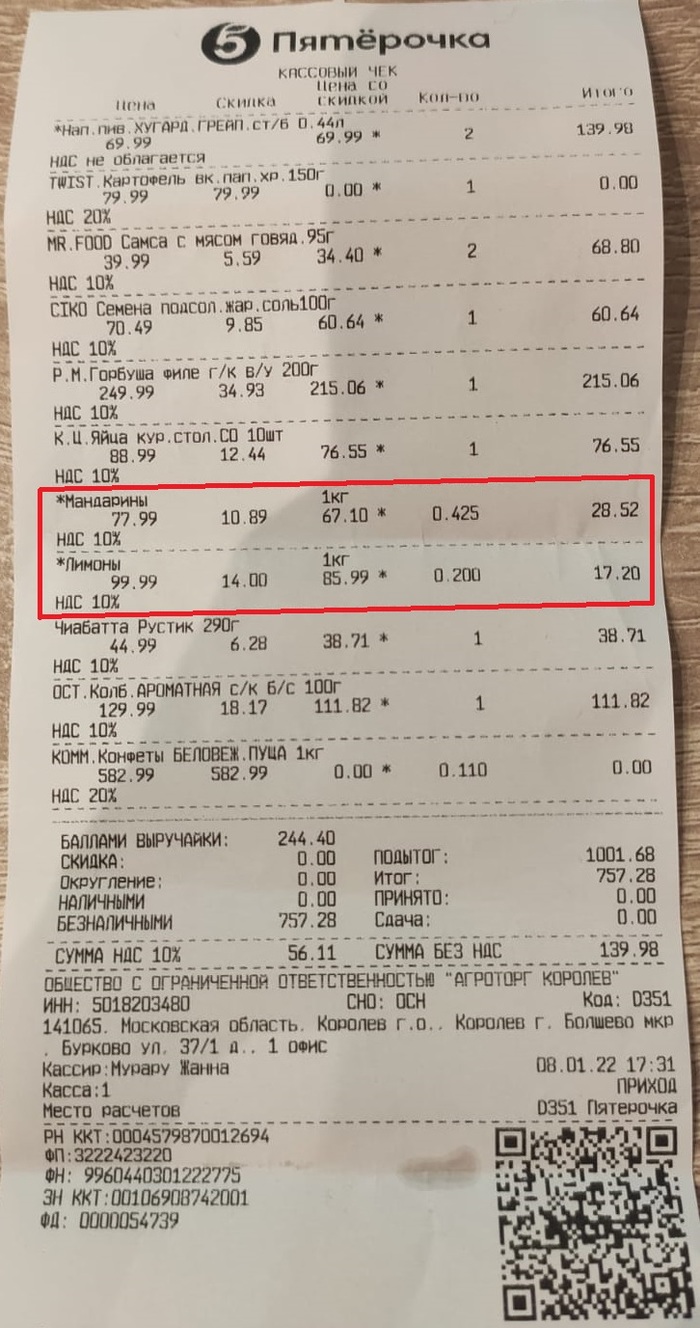 5 Пятёрочка
КАССОВЫЙ ЧЕК
Цена Скидка Цена со скидкой Кол-во Итого
*Нап.пив.ХУГАРД.ГРЕЙП.ст/б 0.44л
69.99 69.99 * 2 139.98
НДС не облагается
TWIST.Картофель вк.пап.хр.150г
79.99 79.99 0.00 * 1 0.00
НДС 20%
MR.FOOD Самса с мясом говяд.95г
39.99 5.59 34.40 * 2 68.80
НДС 10%
CIKO Семена подсол.жар.соль100г
70.49 9.85 60.64 * 1 60.64
НДС 10%
Р.М.Горбуша филе г/к в/у 200г
249.99 34.93 215.06 * 1 215.06
НДС 10%
К.Ц.Яйца кур.стол.СО 10шт
88.99 12.44 76.55 * 1 76.55
НДС 10%
*Мандарины 1кг
77.99 10.89 67.10 * 0.425 28.52
НДС 10%
*Лимоны 1кг
99.99 14.00 85.99 * 0.200 17.20
НДС 10%
Чиабатта Рустик 290г
44.99 6.28 38.71 * 1 38.71
НДС 10%
ОСТ.Колб.АРОМАТНАЯ с/к б/с 100г
129.99 18.17 111.82 * 1 111.82
НДС 10%
КОММ.Конфеты БЕЛОВЕЖ.ПУЩА 1кг
582.99 582.99 0.00 * 0.110 0.00
НДС 20%
БАЛЛАМИ ВЫРУЧАЙКИ: 244.40
СКИДКА: 0.00 ПОДЫТОГ: 1001.68
Округление: 0.00 Итог: 757.28
НАЛИЧНЫМИ 0.00 ПРИНЯТО: 0.00
БЕЗНАЛИЧНЫМИ 757.28 Сдача: 0.00
СУММА НДС 10% 56.11 СУММА БЕЗ НДС 139.98
ОБЩЕСТВО С ОГРАНИЧЕННОЙ ОТВЕТСТВЕННОСТЬЮ "АГРОТОРГ КОРОЛЕВ"
ИНН: 5018203480 СНО: ОСН Код: D351
141065. Московская область. Королев г.о.. Королев г. Болшево мкр
. Бурково ул. 37/1 д.. 1 офис
Кассир:Мурару Жанна 08.01.22 17:31
Касса:1 ПРИХОД
Место расчетов D351 Пятерочка
РН ККТ:0004579870012694
ФП:3222423220
ФН: 9960440301222775
ЗН ККТ:00106908742001
ФД: 0000054739